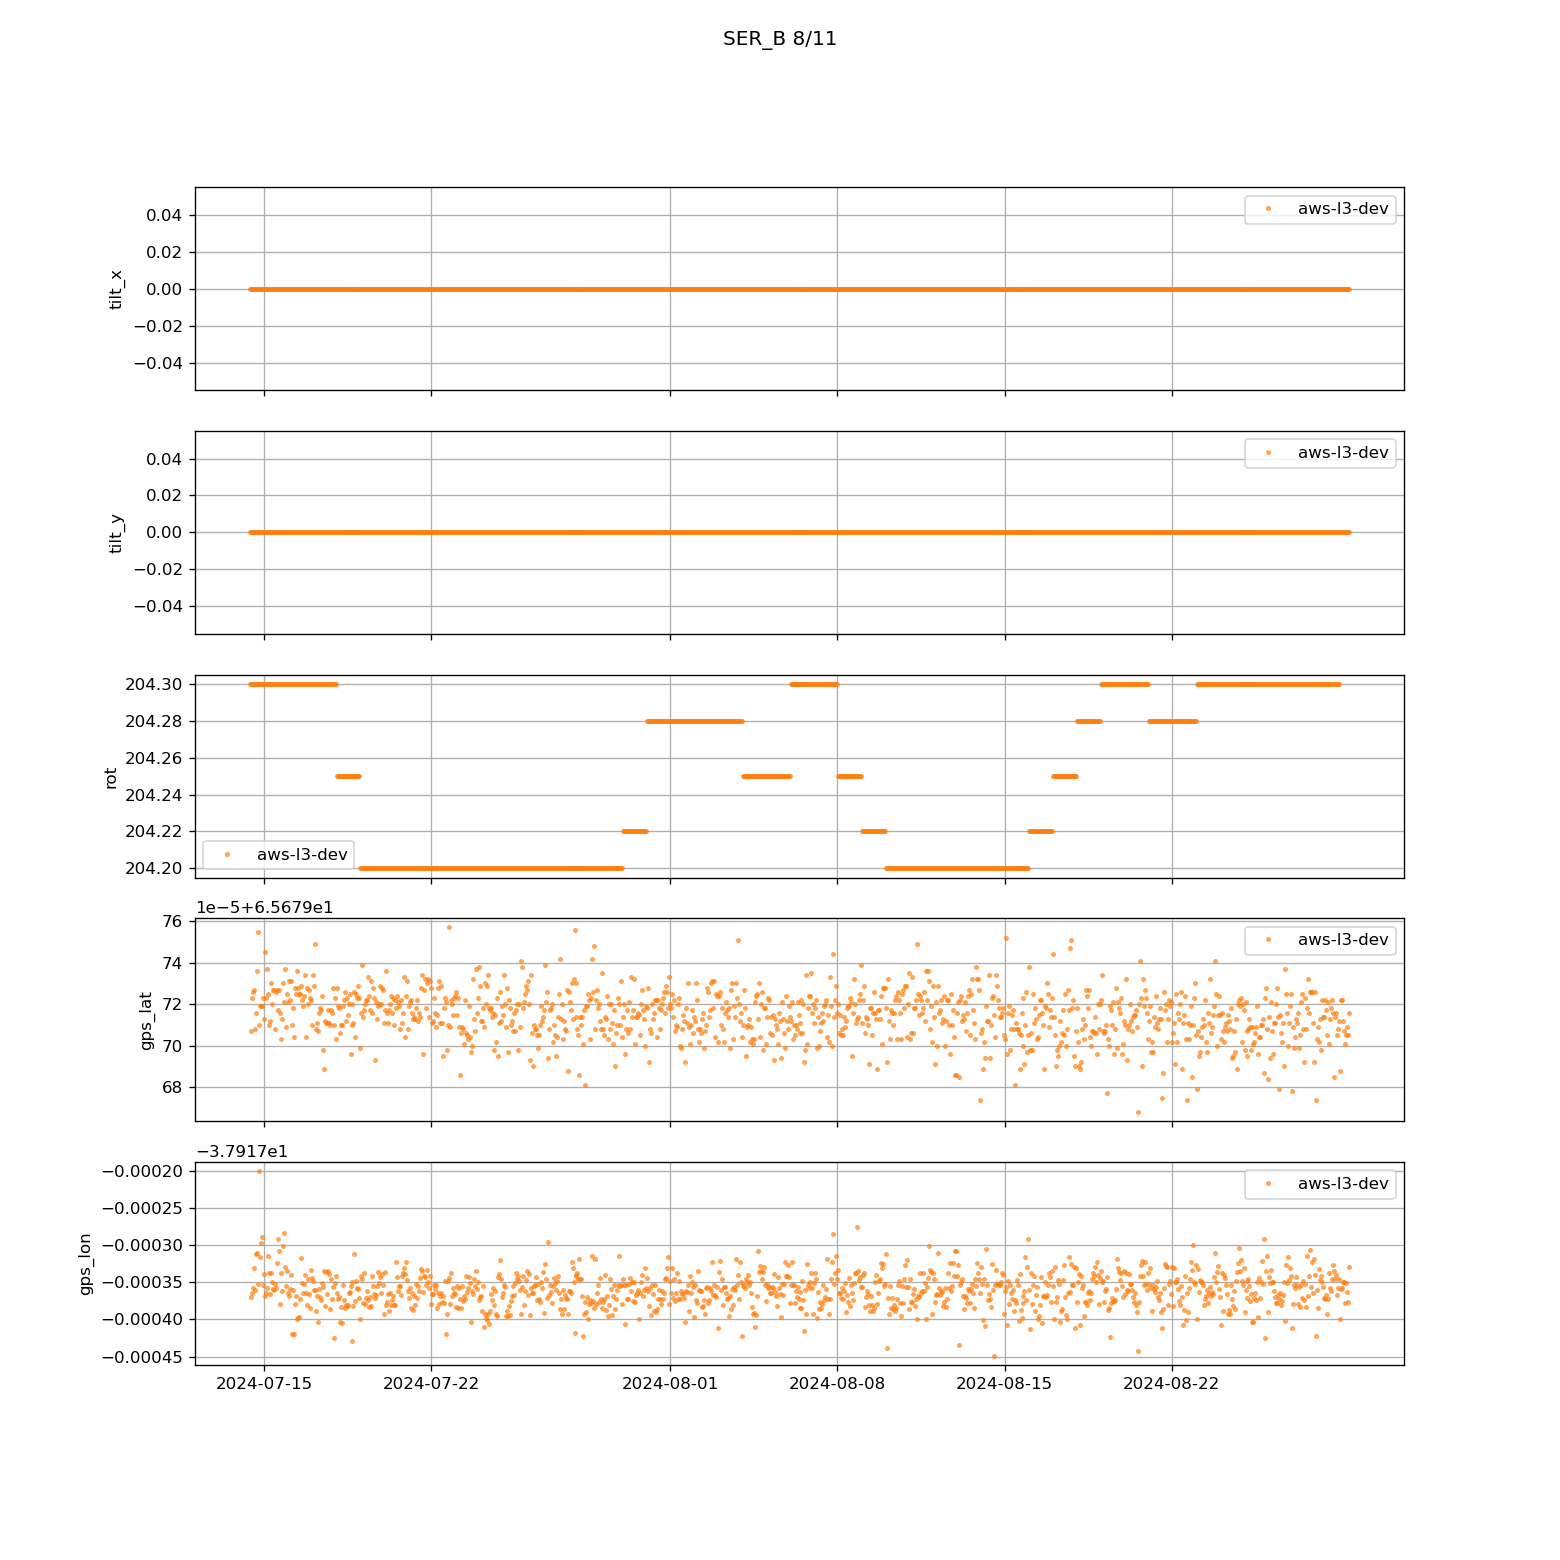 SER_B 8/11
aws-l3-dev
0.04
0.02
0.00
−0.02
−0.04
tilt_x
aws-l3-dev
0.04
0.02
0.00
−0.02
−0.04
tilt_y
204.30
204.28
204.26
204.24
204.22
204.20
rot
aws-l3-dev
1e−5+6.5679e1
aws-l3-dev
76
74
72
70
68
gps_lat
−3.7917e1
aws-l3-dev
−0.00020
−0.00025
−0.00030
−0.00035
−0.00040
−0.00045
gps_lon
2024-07-15 2024-07-22 2024-08-01 2024-08-08 2024-08-15 2024-08-22